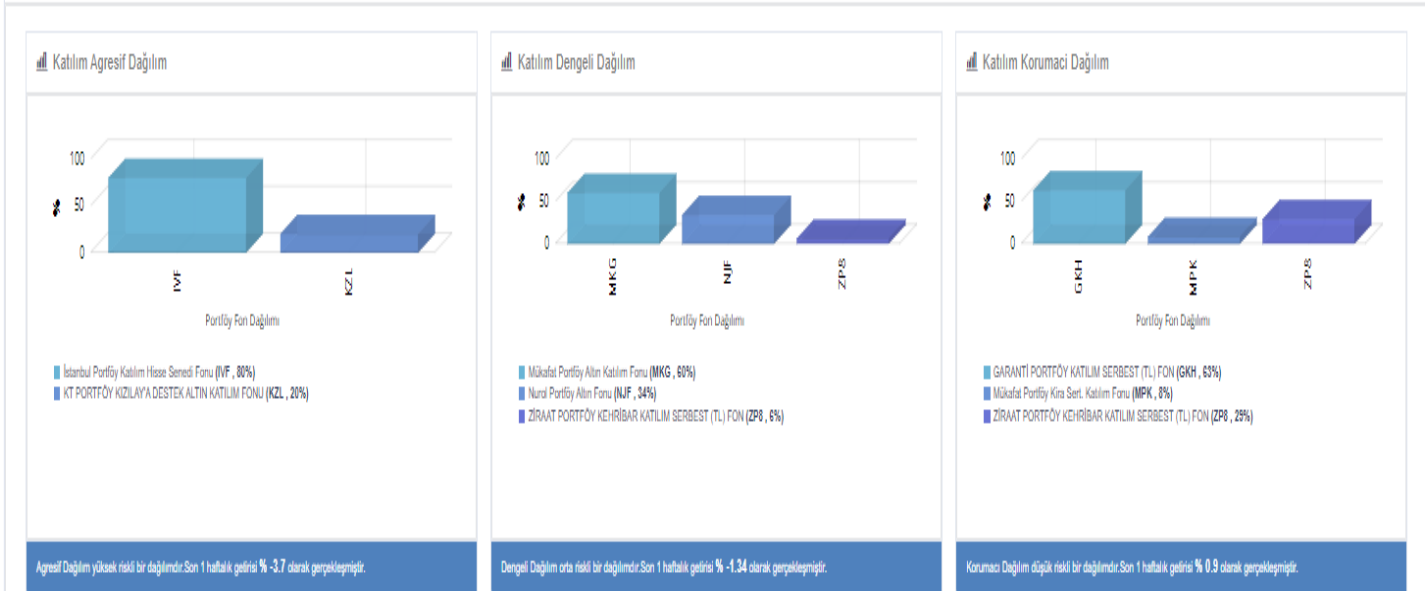 Katılım Agresif Dağılım
100
50
0
%
IVF
KZL
Portföy Fon Dağılımı
İstanbul Portföy Katılım Hisse Senedi Fonu (IVF , 80%)
KT PORTFÖY KIZILAY'A DESTEK ALTIN KATILIM FONU (KZL , 20%)
Agresif Dağılım yüksek riskli bir dağılımdır.Son 1 haftalık getirisi % -3.7 olarak gerçekleşmiştir.
Katılım Dengeli Dağılım
100
50
0
%
MKG
NJF
ZP8
Portföy Fon Dağılımı
Mükafat Portföy Altın Katılım Fonu (MKG , 60%)
Nurol Portföy Altın Fonu (NJF , 34%)
ZİRAAT PORTFÖY KEHRİBAR KATILIM SERBEST (TL) FON (ZP8 , 6%)
Dengeli Dağılım orta riskli bir dağılımdır.Son 1 haftalık getirisi % -1.34 olarak gerçekleşmiştir.
Katılım Korumaci Dağılım
100
50
0
%
GKH
MPK
ZP8
Portföy Fon Dağılımı
GARANTİ PORTFÖY KATILIM SERBEST (TL) FON (GKH , 63%)
Mükafat Portföy Kira Sert. Katılım Fonu (MPK , 8%)
ZİRAAT PORTFÖY KEHRİBAR KATILIM SERBEST (TL) FON (ZP8 , 29%)
Korumacı Dağılım düşük riskli bir dağılımdır.Son 1 haftalık getirisi % 0.9 olarak gerçekleşmiştir.